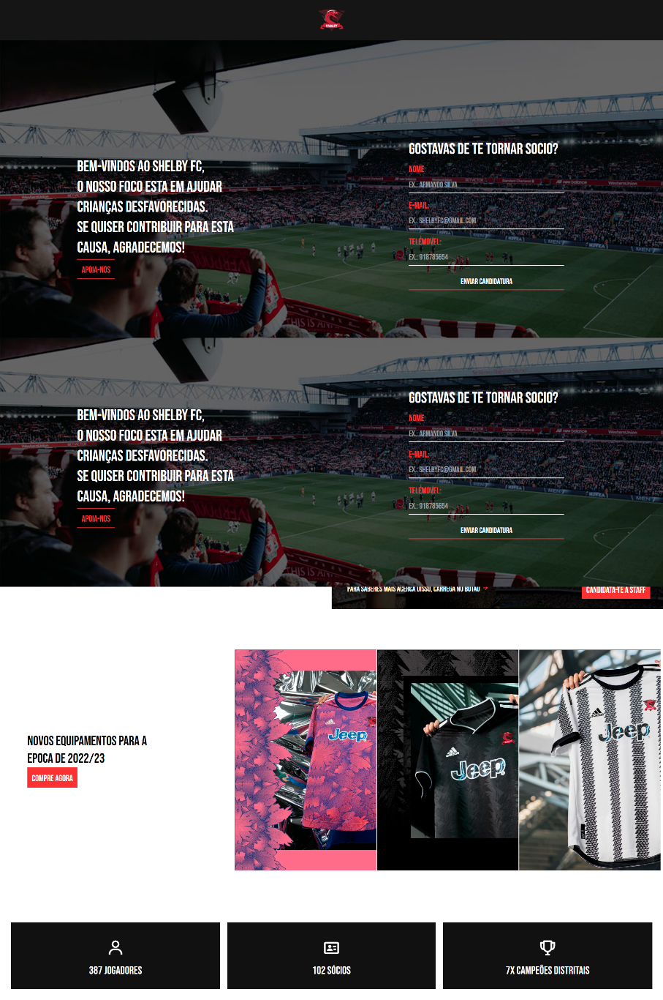 SHELBY
BEM-VINDOS AO SHELBY FC,
O NOSSO FOCO ESTA EM AJUDAR
CRIANÇAS DESFAVORECIDAS.
SE QUISER CONTRIBUIR PARA ESTA
CAUSA, AGRADECEMOS!
APOIA-NOS
GOSTAVAS DE TE TORNAR SOCIO?
NOME:
EX.: ARMANDO SILVA
E-MAIL:
EX.: SHELBYFC@GMAIL.COM
TELÉMOVEL:
EX.: 918785654
ENVIAR CANDIDATURA
BEM-VINDOS AO SHELBY FC,
O NOSSO FOCO ESTA EM AJUDAR
CRIANÇAS DESFAVORECIDAS.
SE QUISER CONTRIBUIR PARA ESTA
CAUSA, AGRADECEMOS!
APOIA-NOS
GOSTAVAS DE TE TORNAR SOCIO?
NOME:
EX.: ARMANDO SILVA
E-MAIL:
EX.: SHELBYFC@GMAIL.COM
TELÉMOVEL:
EX.: 918785654
ENVIAR CANDIDATURA
PARA SABERES MAIS ACERCA DISSO, CARREGA NO BOTAO →
CANDIDATA-TE A STAFF
NOVOS EQUIPAMENTOS PARA A
EPOCA DE 2022/23
COMPRE AGORA
Jeep
adidas
Jeep
adidas
Jeep
387 JOGADORES
102 SÓCIOS
7X CAMPEÕES DISTRITAIS